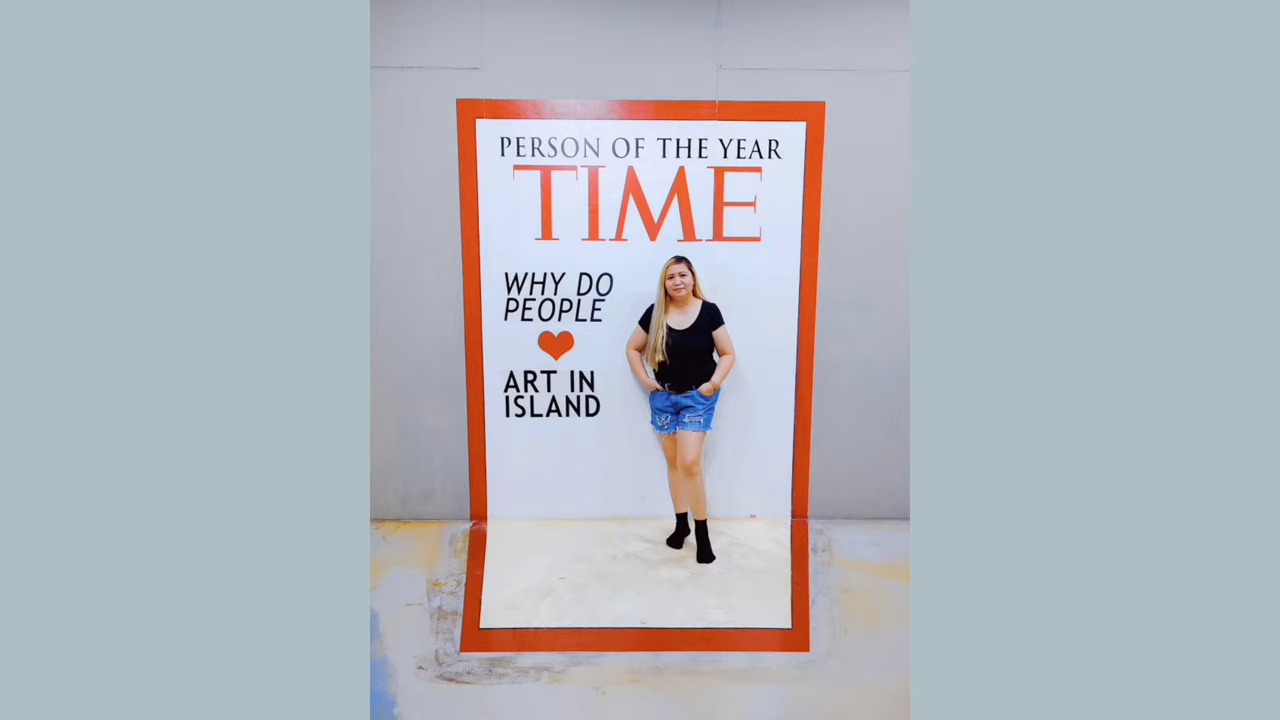 PERSON OF THE YEAR
TIME
WHY DO
PEOPLE
♥
ART IN
ISLAND